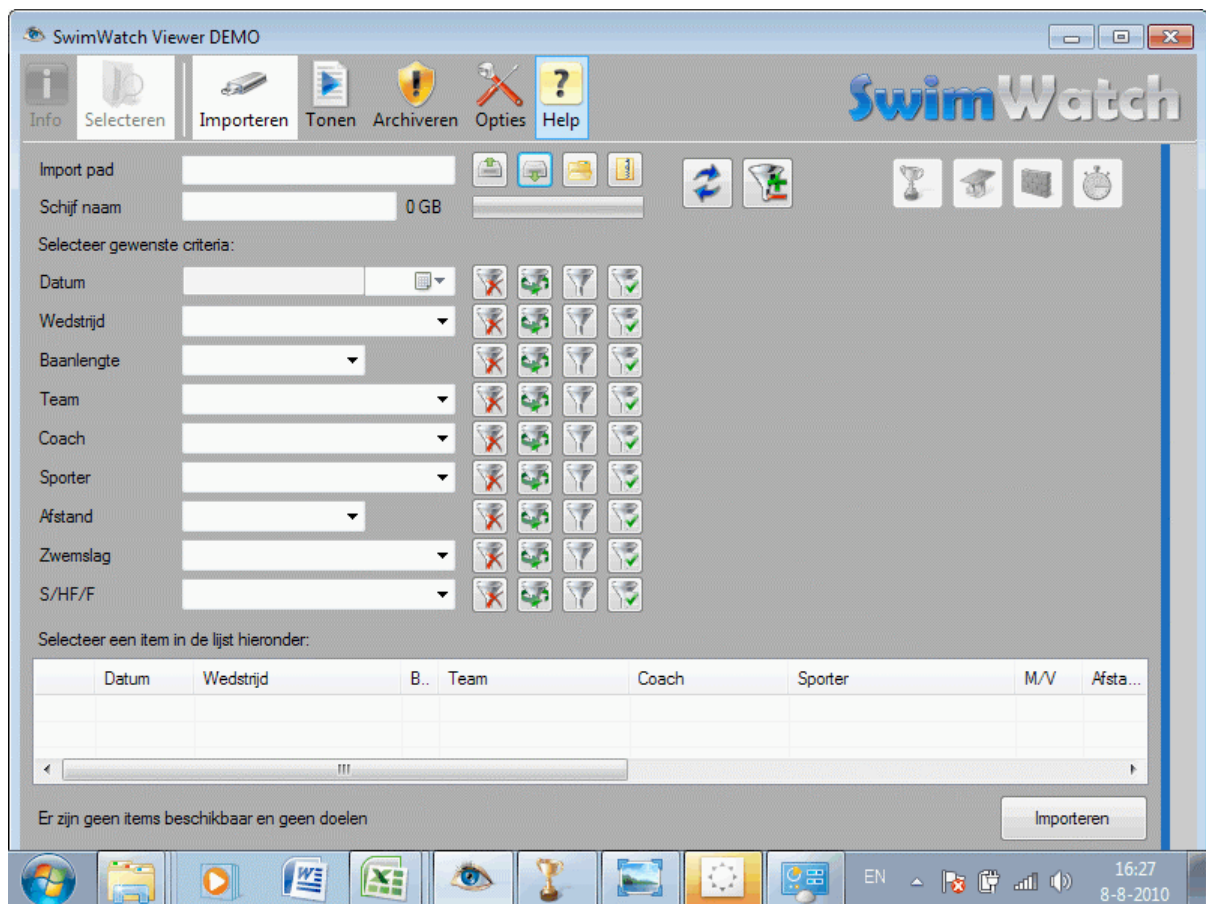 SwimWatch Viewer DEMO
Info Selecteren Importeren Tonen Archiveren Opties Help
SwimWatch
Import pad
Schijf naam 0 GB
Selecteer gewenste criteria:
Datum
Wedstrijd
Baanlengte
Team
Coach
Sporter
Afstand
Zwemslag
S/HF/F
Selecteer een item in de lijst hieronder:
Datum Wedstrijd B.. Team Coach Sporter M/V Afsta...
Er zijn geen items beschikbaar en geen doelen
Importeren
EN
16:27
8-8-2010